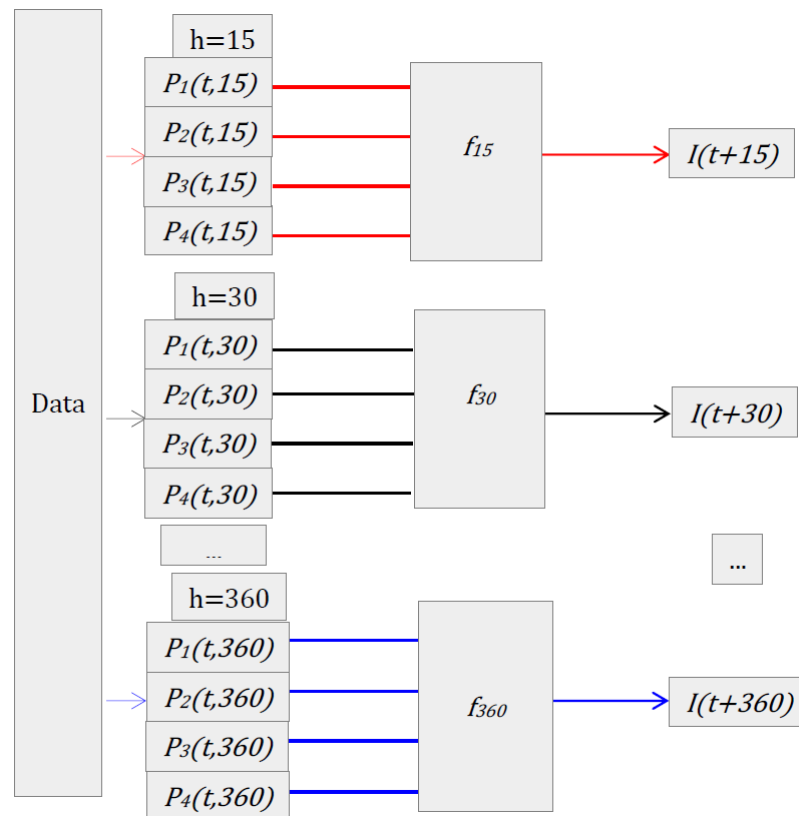 Data
h=15
P₁(t,15)
P₂(t,15)
P₃(t,15)
P₄(t,15)
f₁₅
I(t+15)
h=30
P₁(t,30)
P₂(t,30)
P₃(t,30)
P₄(t,30)
f₃₀
I(t+30)
...
...
h=360
P₁(t,360)
P₂(t,360)
P₃(t,360)
P₄(t,360)
f₃₆₀
I(t+360)